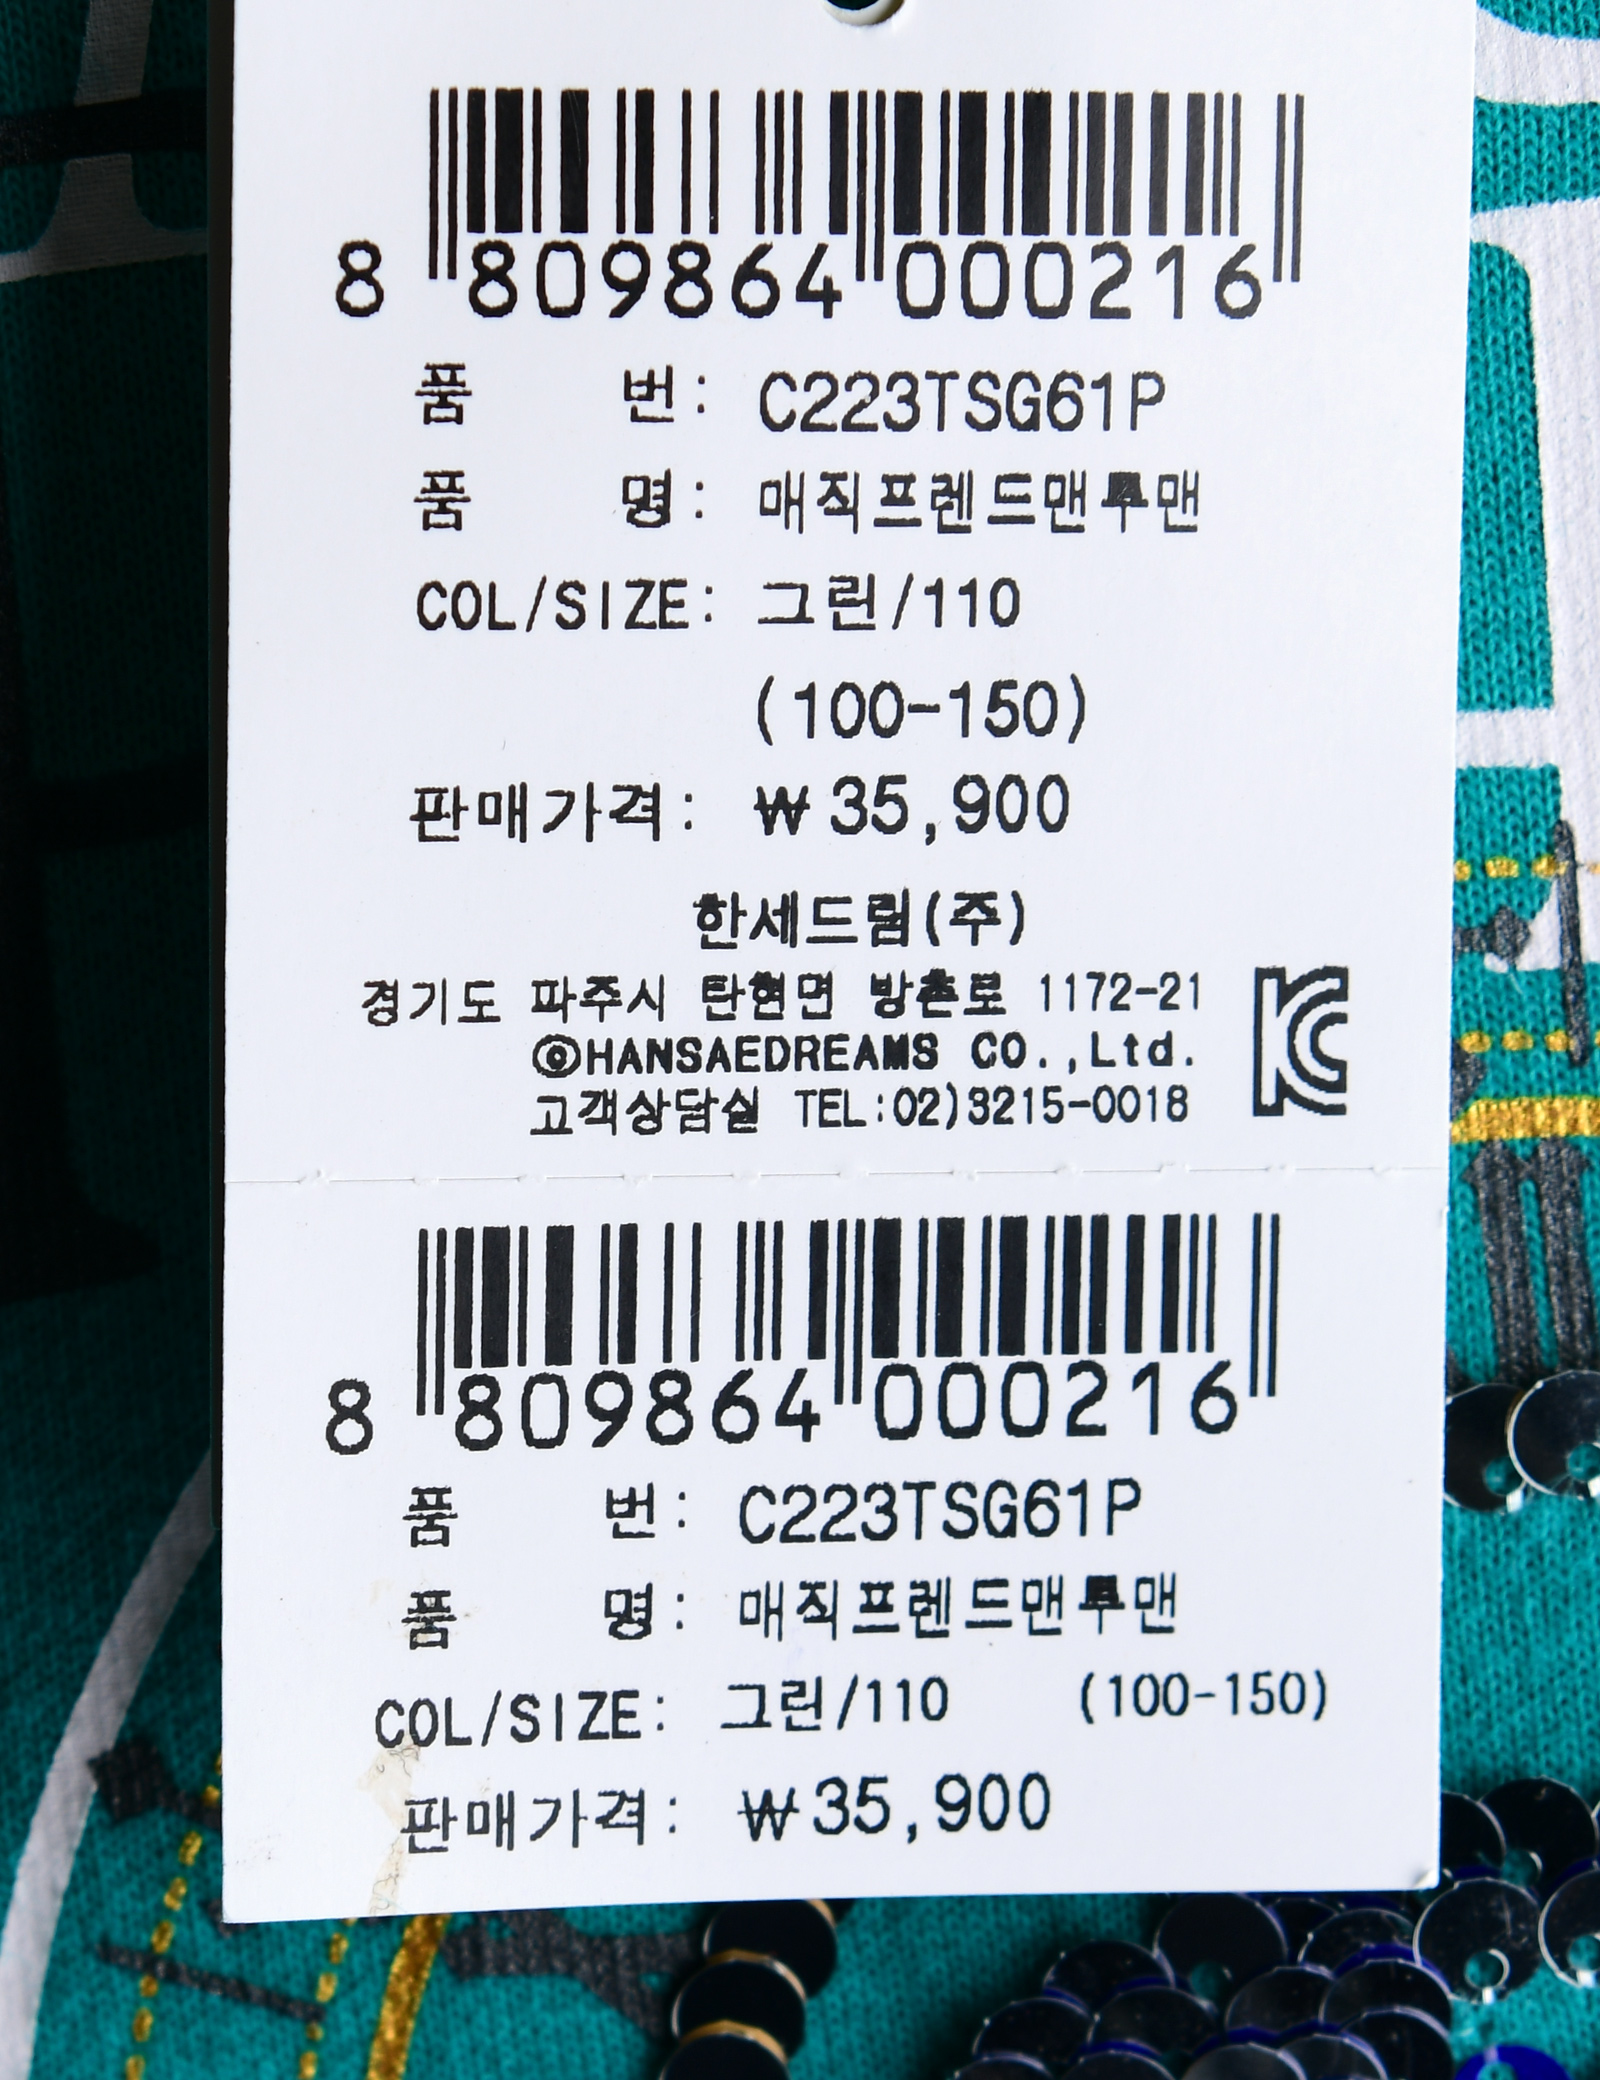 8 809864 000216
품 번: C223TSG61P
품 명: 매직프렌드맨투맨
COL/SIZE: 그린/110
(100-150)
판매가격: ₩35,900
한세드림(주)
경기도 파주시 탄현면 방촌로 1172-21
©HANSAEDREAMS CO.,Ltd.
고객상담실 TEL:02)3215-0018
KC
8 809864 000216
품 번: C223TSG61P
품 명: 매직프렌드맨투맨
COL/SIZE: 그린/110 (100-150)
판매가격: ₩35,900